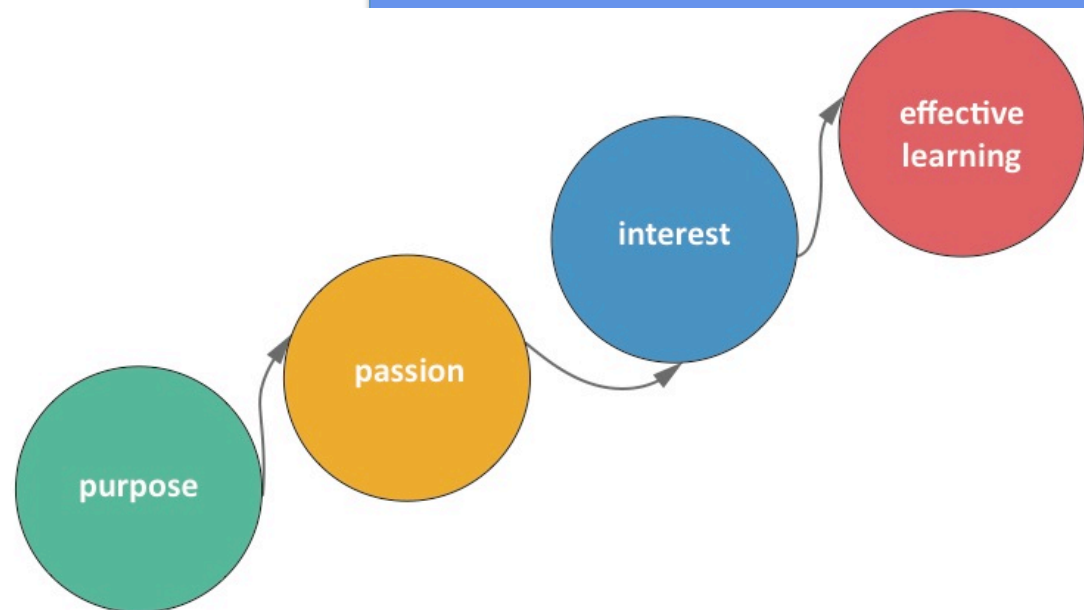 effective
learning
interest
passion
purpose